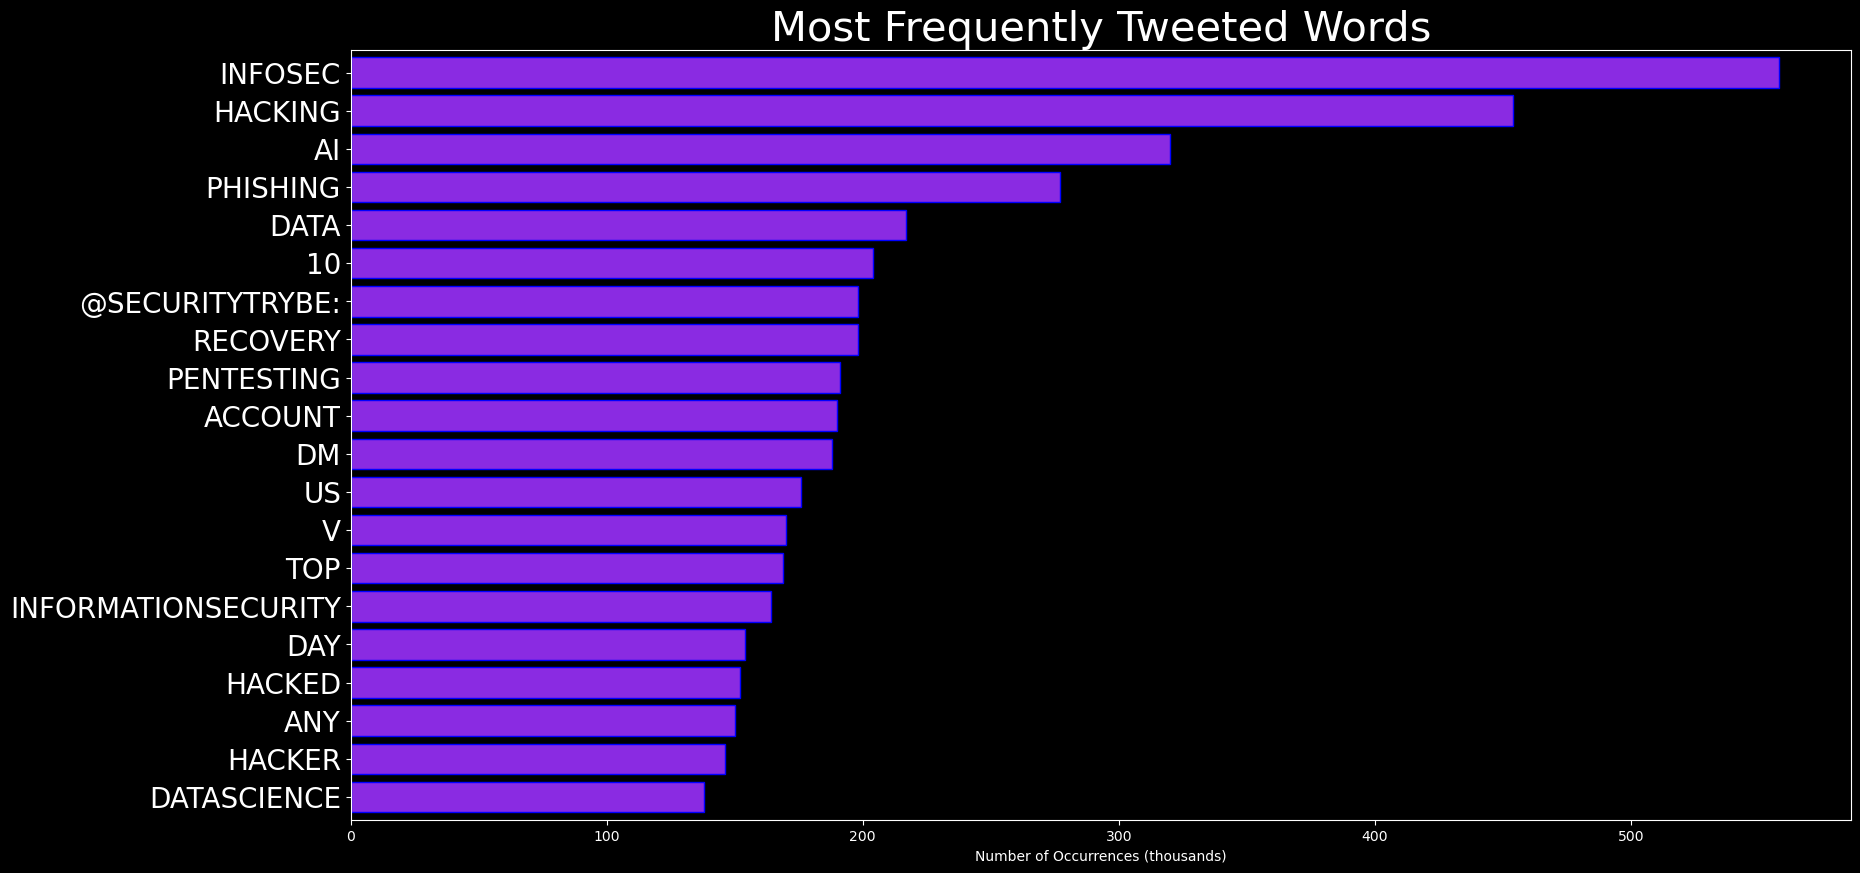 Most Frequently Tweeted Words
INFOSEC
HACKING
AI
PHISHING
DATA
10
@SECURITYTRYBE:
RECOVERY
PENTESTING
ACCOUNT
DM
US
V
TOP
INFORMATIONSECURITY
DAY
HACKED
ANY
HACKER
DATASCIENCE
0 100 200 300 400 500
Number of Occurrences (thousands)